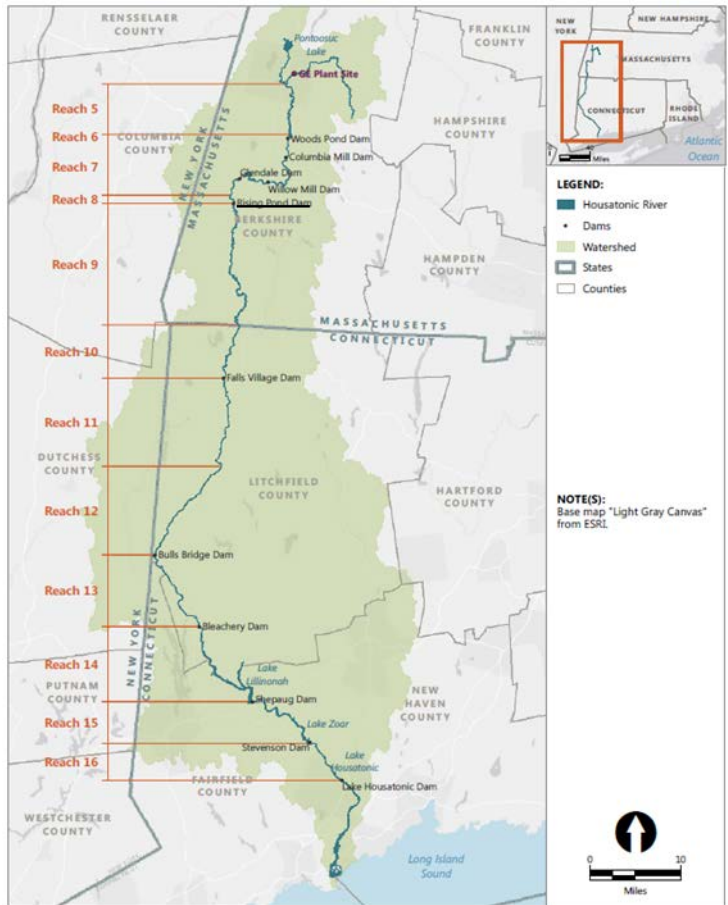 RENSSELAER
COUNTY
FRANKLIN
COUNTY
Pontoosuc
Lake
GE Plant Site
Reach 5
Reach 6
COLUMBIA
COUNTY
HAMPSHIRE
COUNTY
Woods Pond Dam
Columbia Mill Dam
Reach 7
Glendale Dam
Willow Mill Dam
NEW YORK
MASSACHUSETTS
Reach 8
Rising Pond Dam
BERKSHIRE
COUNTY
Reach 9
HAMPDEN
COUNTY
MASSACHUSETTS
CONNECTICUT
Reach 10
Falls Village Dam
Reach 11
DUTCHESS
COUNTY
LITCHFIELD
COUNTY
HARTFORD
COUNTY
Reach 12
Bulls Bridge Dam
Reach 13
Bleachery Dam
NEW YORK
CONNECTICUT
Reach 14
Lake
Lillinonah
PUTNAM
COUNTY
Shepaug Dam
NEW
HAVEN
COUNTY
Reach 15
Lake Zoar
Stevenson Dam
Lake
Housatonic
Reach 16
Lake Housatonic Dam
FAIRFIELD
COUNTY
WESTCHESTER
COUNTY
Long Island
Sound
NEW
YORK
NEW HAMPSHIRE
MASSACHUSETTS
CONNECTICUT
RHODE
ISLAND
Atlantic
Ocean
40
Miles
LEGEND:
Housatonic River
Dams
Watershed
States
Counties
NOTE(S):
Base map "Light Gray Canvas"
from ESRI.
0 10
Miles